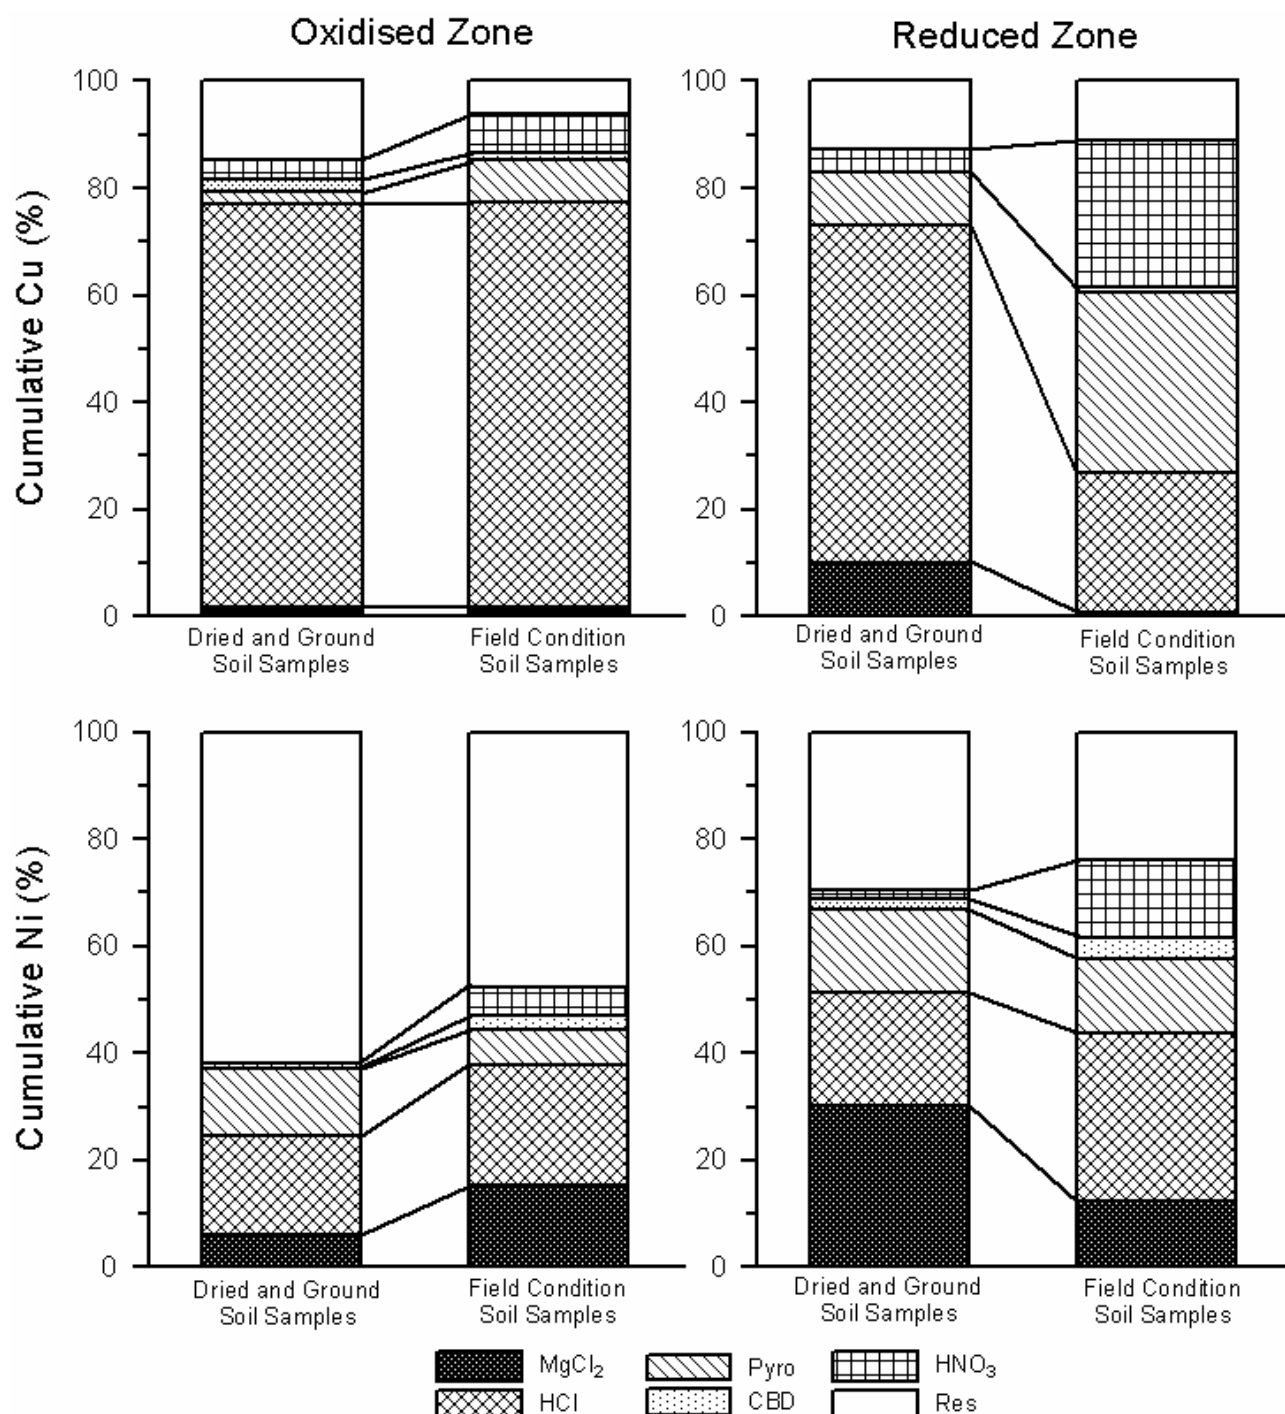 Oxidised Zone
Reduced Zone
Cumulative Cu (%)
100
80
60
40
20
0
Dried and Ground
Soil Samples
Field Condition
Soil Samples
100
80
60
40
20
0
Dried and Ground
Soil Samples
Field Condition
Soil Samples
Cumulative Ni (%)
100
80
60
40
20
0
Dried and Ground
Soil Samples
Field Condition
Soil Samples
100
80
60
40
20
0
Dried and Ground
Soil Samples
Field Condition
Soil Samples
MgCl₂
Pyro
HNO₃
HCl
CBD
Res